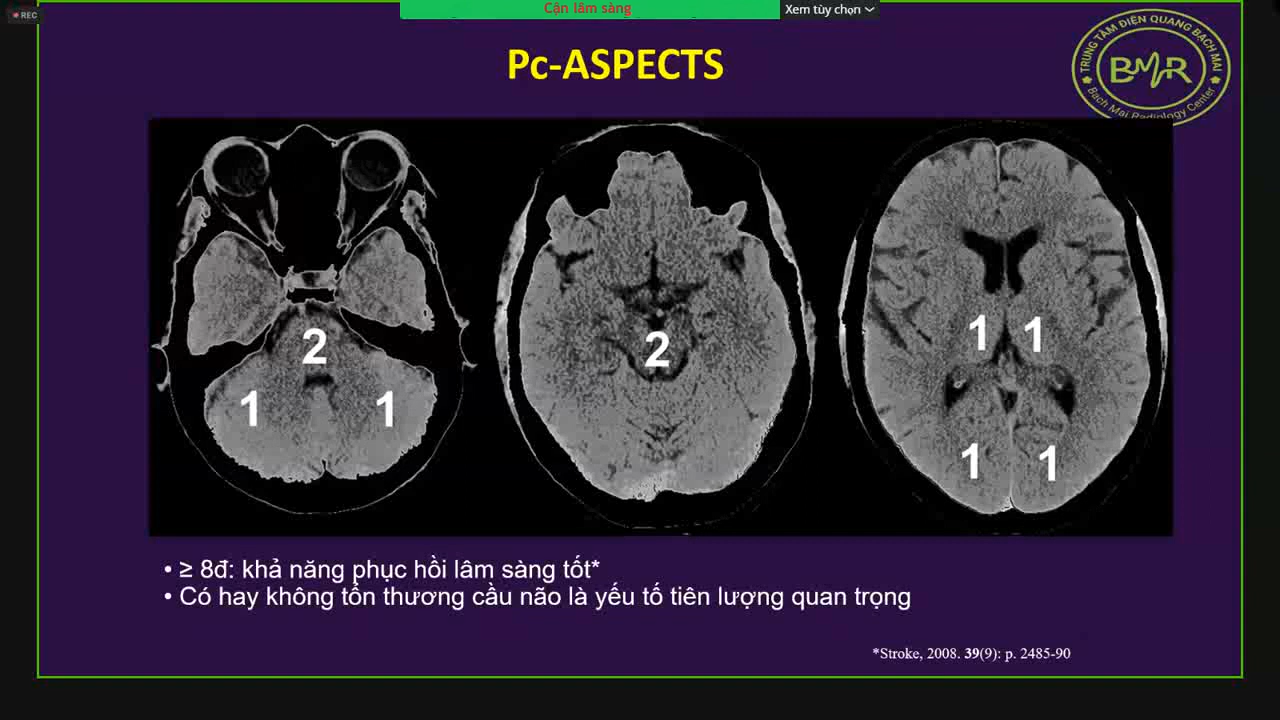 REC
Cận lâm sàng
Xem tùy chọn
Pc-ASPECTS
TRUNG TÂM ĐIỆN QUANG BẠCH MAI
BMR
Bach Mai Radiology Center
2
1 1
2
1 1
1 1
• ≥ 8đ: khả năng phục hồi lâm sàng tốt*
• Có hay không tổn thương cầu não là yếu tố tiên lượng quan trọng
*Stroke, 2008. 39(9): p. 2485-90